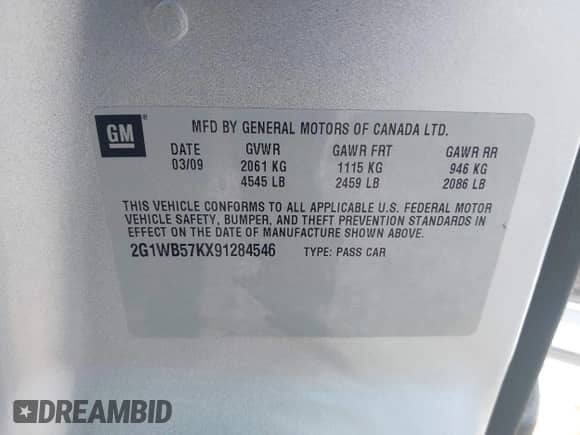 GM ®
MFD BY GENERAL MOTORS OF CANADA LTD.
DATE GVWR GAWR FRT GAWR RR
03/09 2061 KG 1115 KG 946 KG
4545 LB 2459 LB 2086 LB
THIS VEHICLE CONFORMS TO ALL APPLICABLE U.S. FEDERAL MOTOR
VEHICLE SAFETY, BUMPER, AND THEFT PREVENTION STANDARDS IN
EFFECT ON THE DATE OF MANUFACTURE SHOWN ABOVE.
2G1WB57KX91284546 TYPE: PASS CAR
DREAMBID